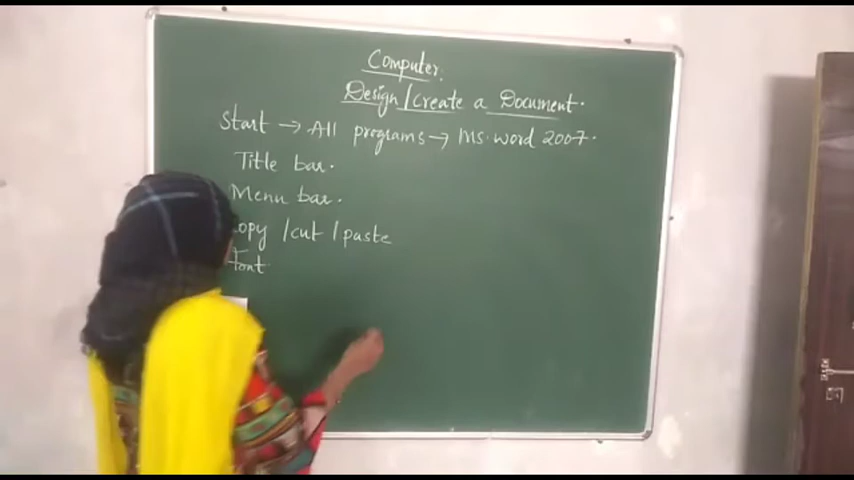 Computer.
Design/Create a Document.
Start → All programs → Ms. word 2007.
Title bar.
Menu bar.
copy /cut /paste
Font